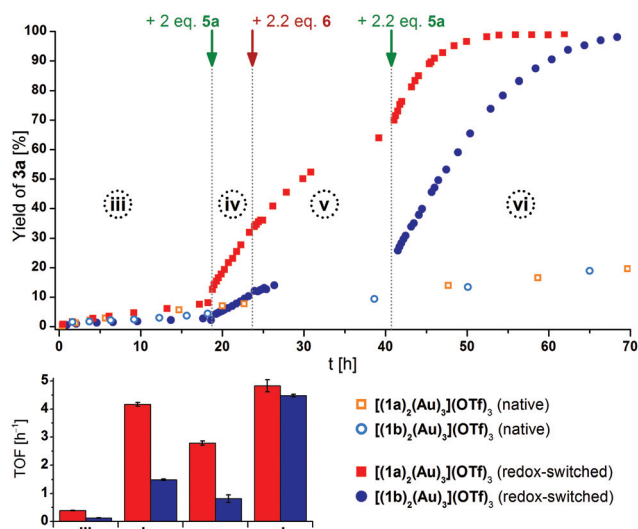 + 2 eq. 5a + 2.2 eq. 6 + 2.2 eq. 5a
Yield of 3a [%]
100
90
80
70
60
50
40
30
20
10
0
iii iv v vi
0 10 20 30 40 50 60 70
t [h]
TOF [h⁻¹]
5
4
3
2
1
0
[(1a)₂(Au)₃](OTf)₃ (native)
[(1b)₂(Au)₃](OTf)₃ (native)
[(1a)₂(Au)₃](OTf)₃ (redox-switched)
[(1b)₂(Au)₃](OTf)₃ (redox-switched)